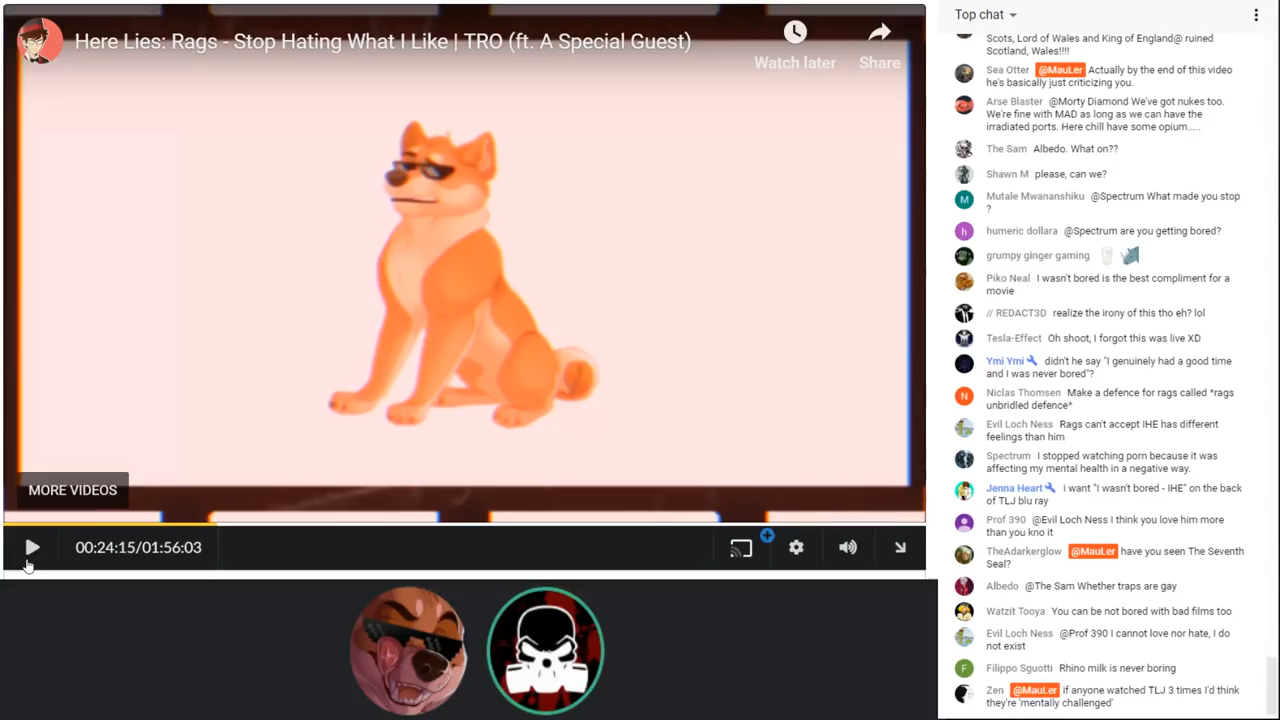 Here Lies: Rags - Stop Hating What I Like | TRO (ft. A Special Guest)
Watch later
Share
MORE VIDEOS
00:24:15/01:56:03
Top chat
Scots, Lord of Wales and King of England@ ruined
Scotland, Wales!!!!
Sea Otter @MauLer Actually by the end of this video
he's basically just criticizing you.
Arse Blaster @Morty Diamond We've got nukes too.
We're fine with MAD as long as we can have the
irradiated ports. Here chill have some opium.....
The Sam Albedo. What on??
Shawn M please, can we?
M
Mutale Mwananshiku @Spectrum What made you stop
?
h
humeric dollara @Spectrum are you getting bored?
grumpy ginger gaming
Piko Neal I wasn't bored is the best compliment for a
movie
// REDACT3D realize the irony of this tho eh? lol
Tesla-Effect Oh shoot, I forgot this was live XD
Ymi Ymi didn't he say "I genuinely had a good time
and I was never bored"?
N
Niclas Thomsen Make a defence for rags called *rags
unbridled defence*
Evil Loch Ness Rags can't accept IHE has different
feelings than him
Spectrum I stopped watching porn because it was
affecting my mental health in a negative way.
Jenna Heart i want "I wasn't bored - IHE" on the back
of TLJ blu ray
Prof 390 @Evil Loch Ness I think you love him more
than you kno it
TheAdarkerglow @MauLer have you seen The Seventh
Seal?
Albedo @The Sam Whether traps are gay
Watzit Tooya You can be not bored with bad films too
Evil Loch Ness @Prof 390 I cannot love nor hate, I do
not exist
F
Filippo Sguotti Rhino milk is never boring
Zen @MauLer if anyone watched TLJ 3 times I'd think
they're 'mentally challenged'